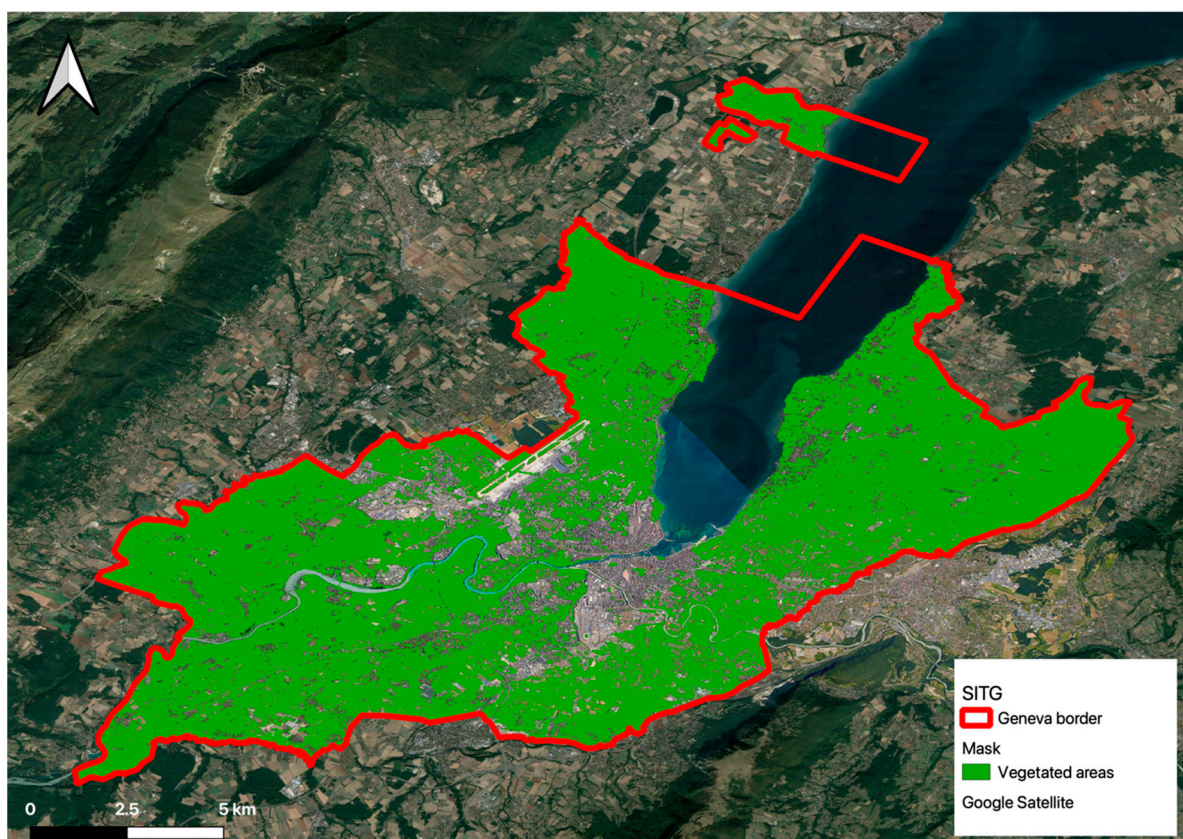 SITG
Geneva border
Mask
Vegetated areas
Google Satellite
0 2.5 5 km